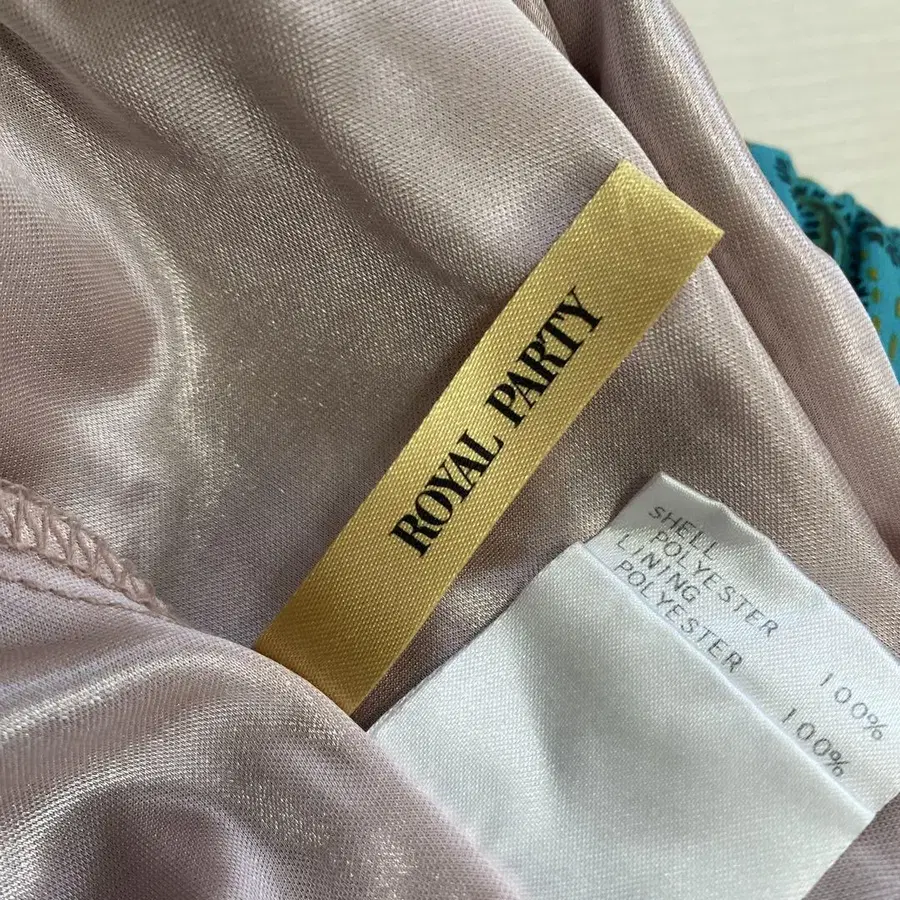 ROYAL PARTY
SHELL
POLYESTER 100%
LINING
POLYESTER 100%